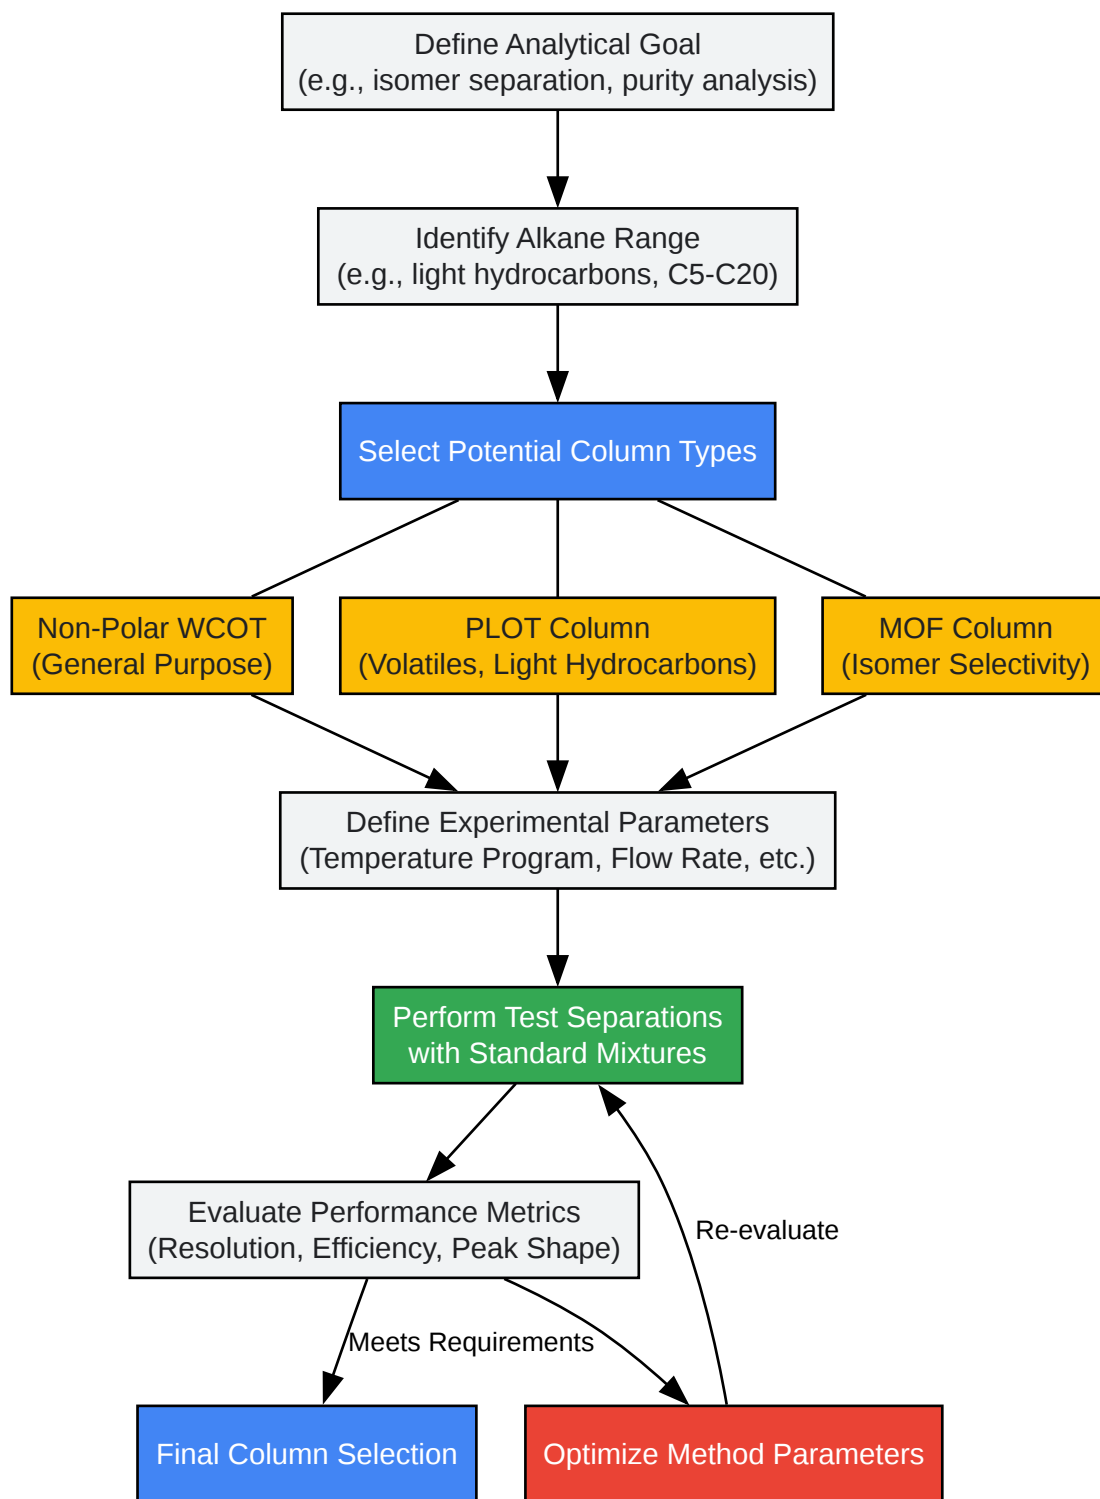 Define Analytical Goal
(e.g., isomer separation, purity analysis)
Identify Alkane Range
(e.g., light hydrocarbons, C5-C20)
Select Potential Column Types
Non-Polar WCOT
(General Purpose)
PLOT Column
(Volatiles, Light Hydrocarbons)
MOF Column
(Isomer Selectivity)
Define Experimental Parameters
(Temperature Program, Flow Rate, etc.)
Perform Test Separations
with Standard Mixtures
Evaluate Performance Metrics
(Resolution, Efficiency, Peak Shape)
Re-evaluate
Meets Requirements
Final Column Selection
Optimize Method Parameters